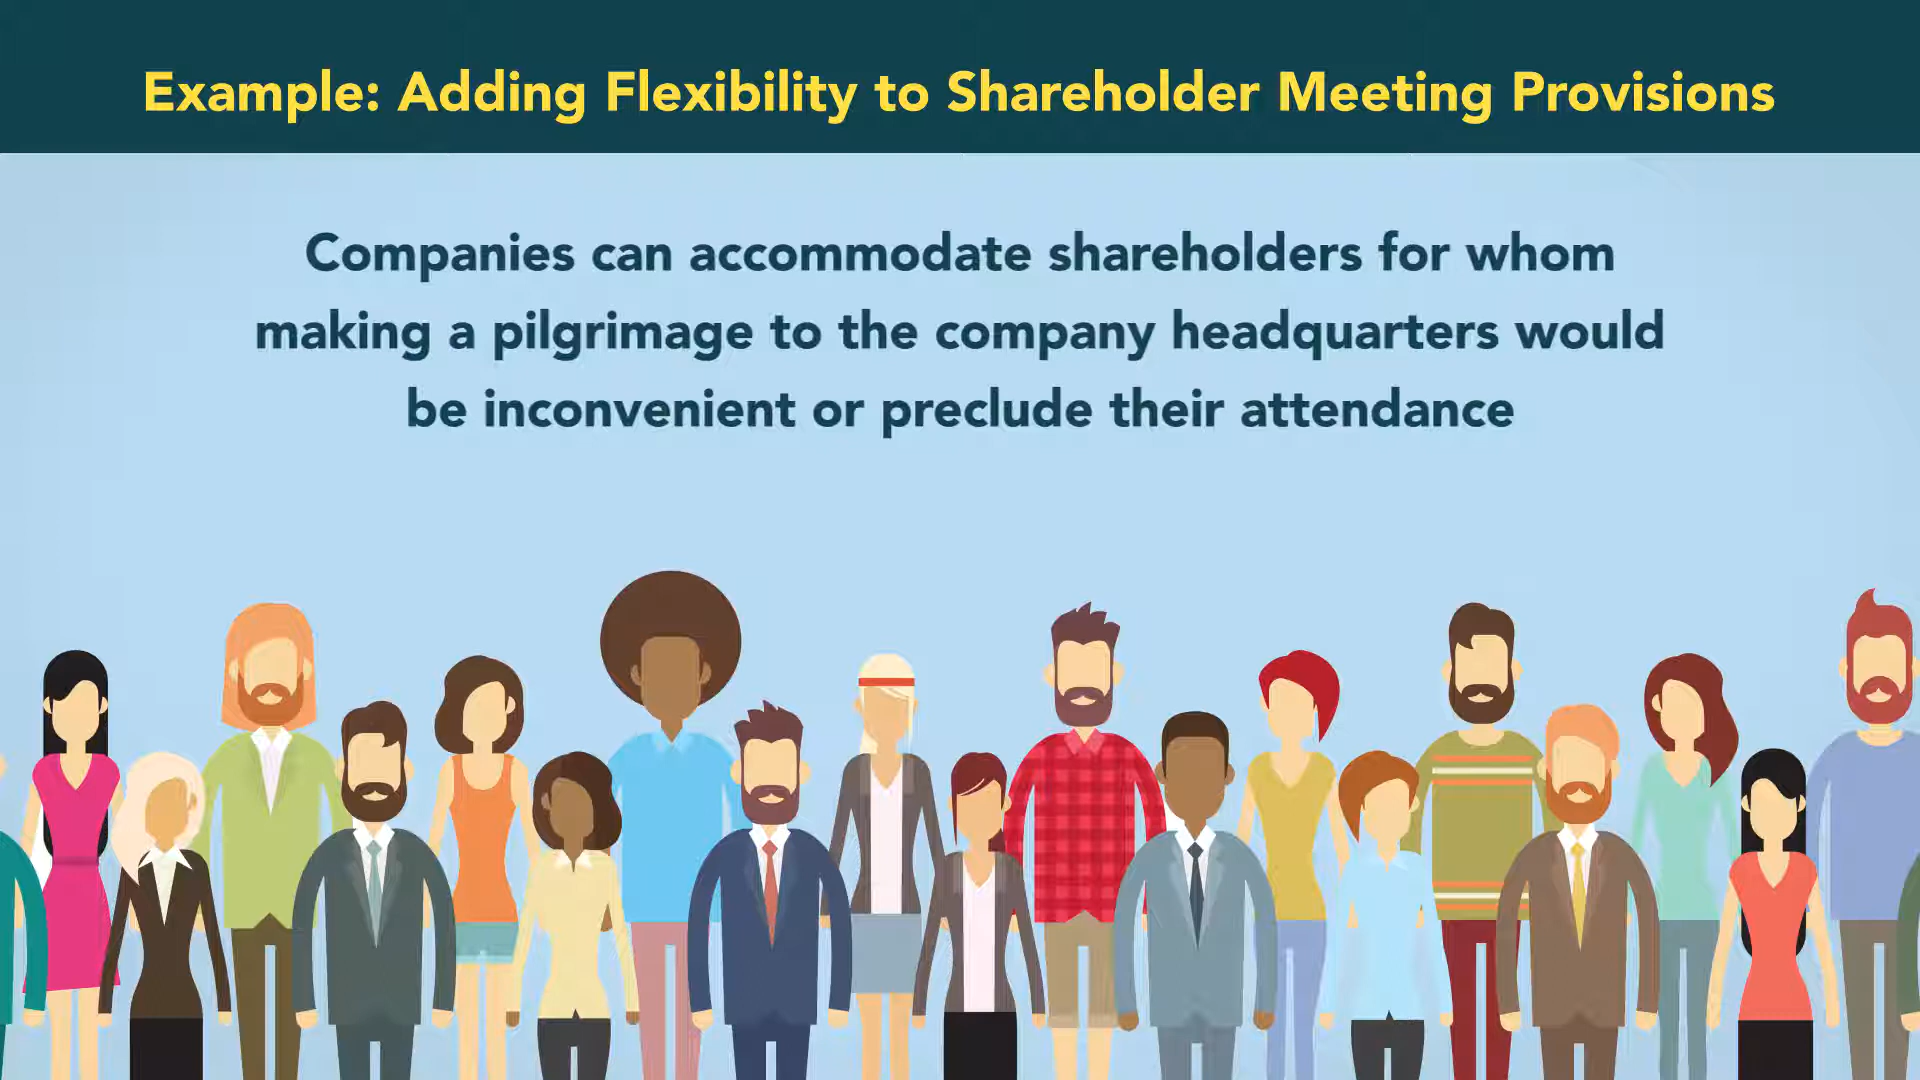 Example: Adding Flexibility to Shareholder Meeting Provisions
Companies can accommodate shareholders for whom
making a pilgrimage to the company headquarters would
be inconvenient or preclude their attendance